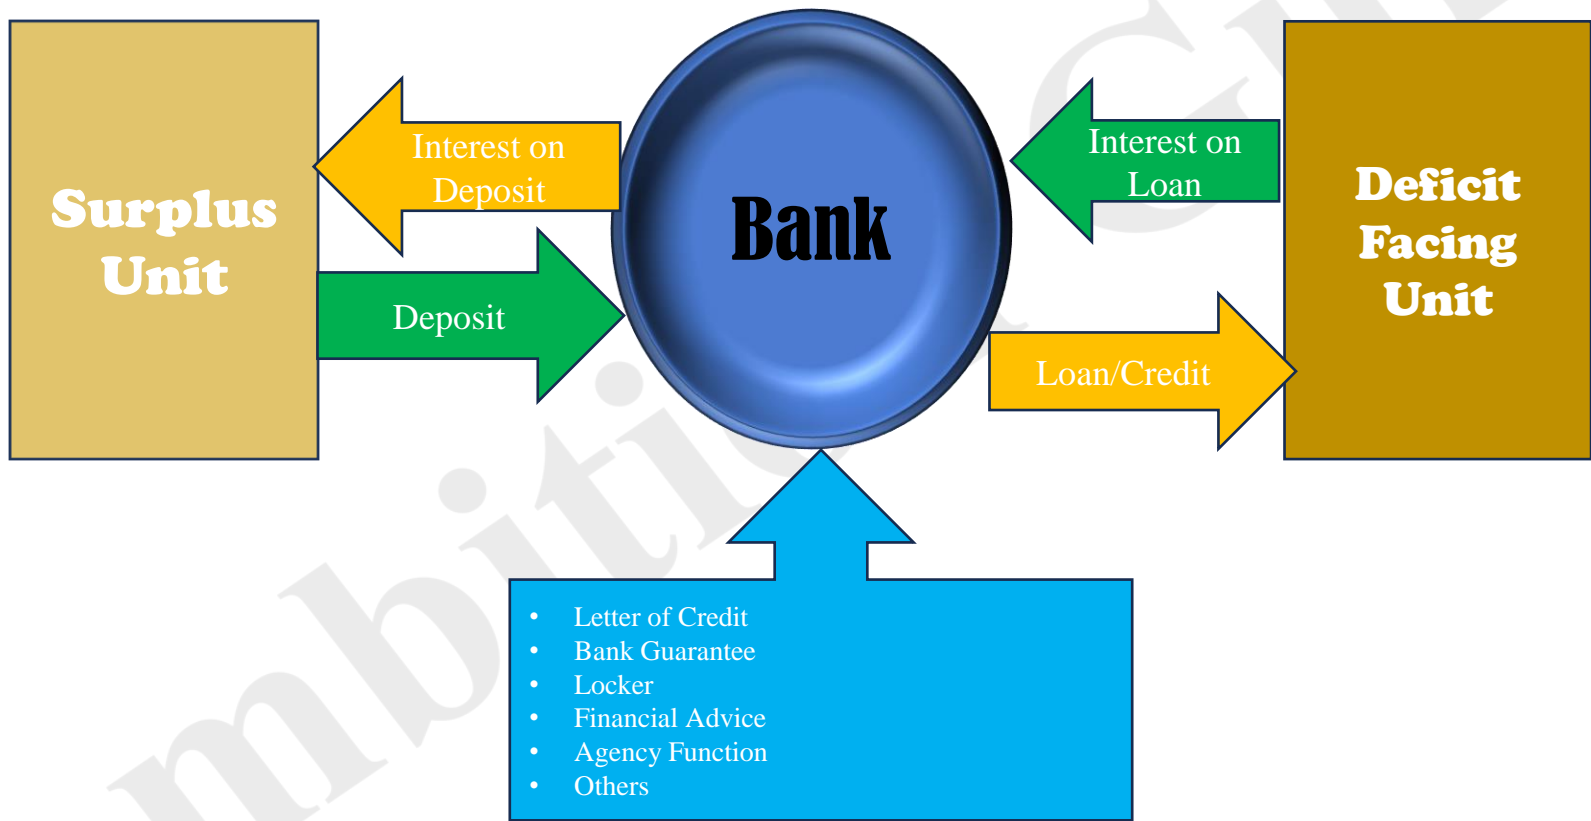 Surplus
Unit
Interest on
Deposit
Deposit
Bank
Interest on
Loan
Loan/Credit
Deficit
Facing
Unit
• Letter of Credit
• Bank Guarantee
• Locker
• Financial Advice
• Agency Function
• Others